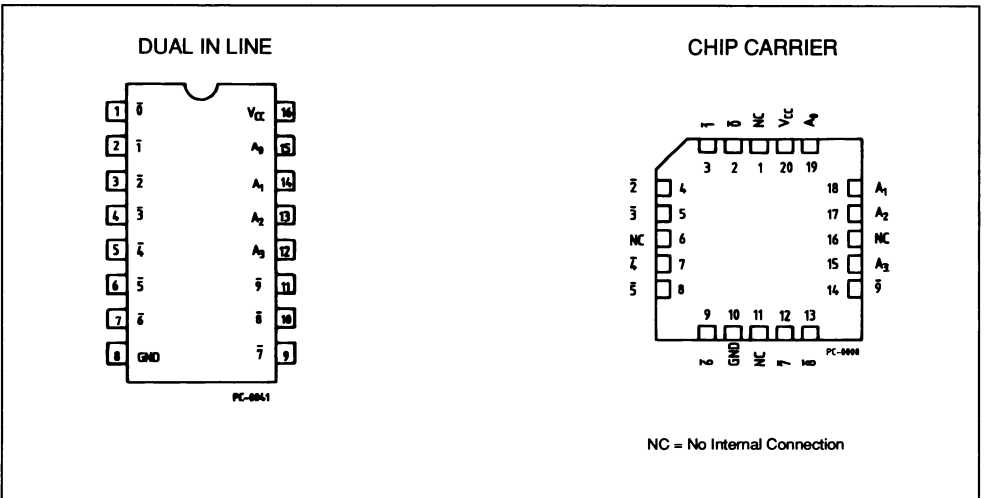 DUAL IN LINE
1 0̅ V_CC 16
2 1̅ A₀ 15
3 2̅ A₁ 14
4 3̅ A₂ 13
5 4̅ A₃ 12
6 5̅ 9̅ 11
7 6̅ 8̅ 10
8 GND 7̅ 9
PC-0041
CHIP CARRIER
1̅ 0̅ NC V_CC A₀
3 2 1 20 19
2̅ 4 18 A₁
3̅ 5 17 A₂
NC 6 16 NC
4̅ 7 15 A₃
5̅ 8 14 9̅
9 10 11 12 13
6̅ GND NC 7̅ 8̅
NC = No Internal Connection